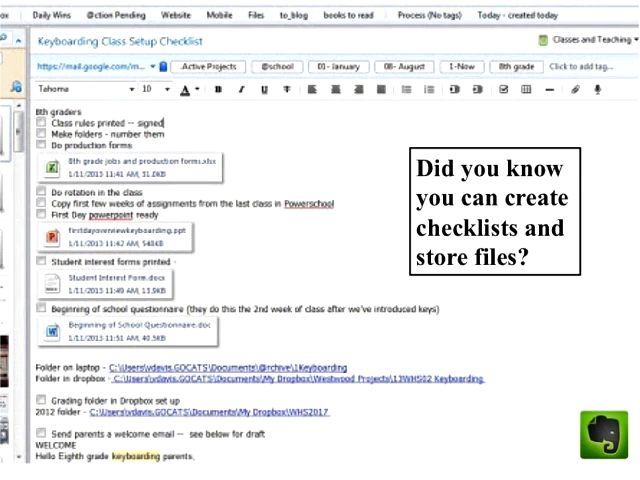 Daily Wins @ction Pending Website Mobile Files to_blog books to read Process (No tags) Today - created today
Keyboarding Class Setup Checklist Classes and Teaching
https://mail.google.com/m... .Active Projects @school 01- January 08- August 1-Now 8th grade Click to add tag...
Tahoma 10 A B I U T
8th graders
Class rules printed -- signed
Make folders - number them
Do production forms
8th grade jobs and production forms.xlsx
1/11/2013 11:41 AM, 31.0KB
Do rotation in the class
Copy first few weeks of assignments from the last class in Powerschool
First Day powerpoint ready
firstdayoverviewkeyboarding.ppt
1/11/2013 11:42 AM, 548KB
Student interest forms printed -
Student Interest Form.docx
1/11/2013 11:49 AM, 13.9KB
Beginning of school questionnaire (they do this the 2nd week of class after we've introduced keys)
Beginning of School Questionnaire.doc
1/11/2013 11:51 AM, 40.5KB
Folder on laptop - C:\Users\vdavis.GOCATS\Documents\@rchive\1Keyboarding
Folder in dropbox - C:\Users\vdavis.GOCATS\Documents\My Dropbox\Westwood Projects\13WHS02 Keyboarding
Grading folder in Dropbox set up
2012 folder - C:\Users\vdavis.GOCATS\Documents\My Dropbox\WHS2017
Send parents a welcome email -- see below for draft
WELCOME
Hello Eighth grade keyboarding parents,
Did you know
you can create
checklists and
store files?